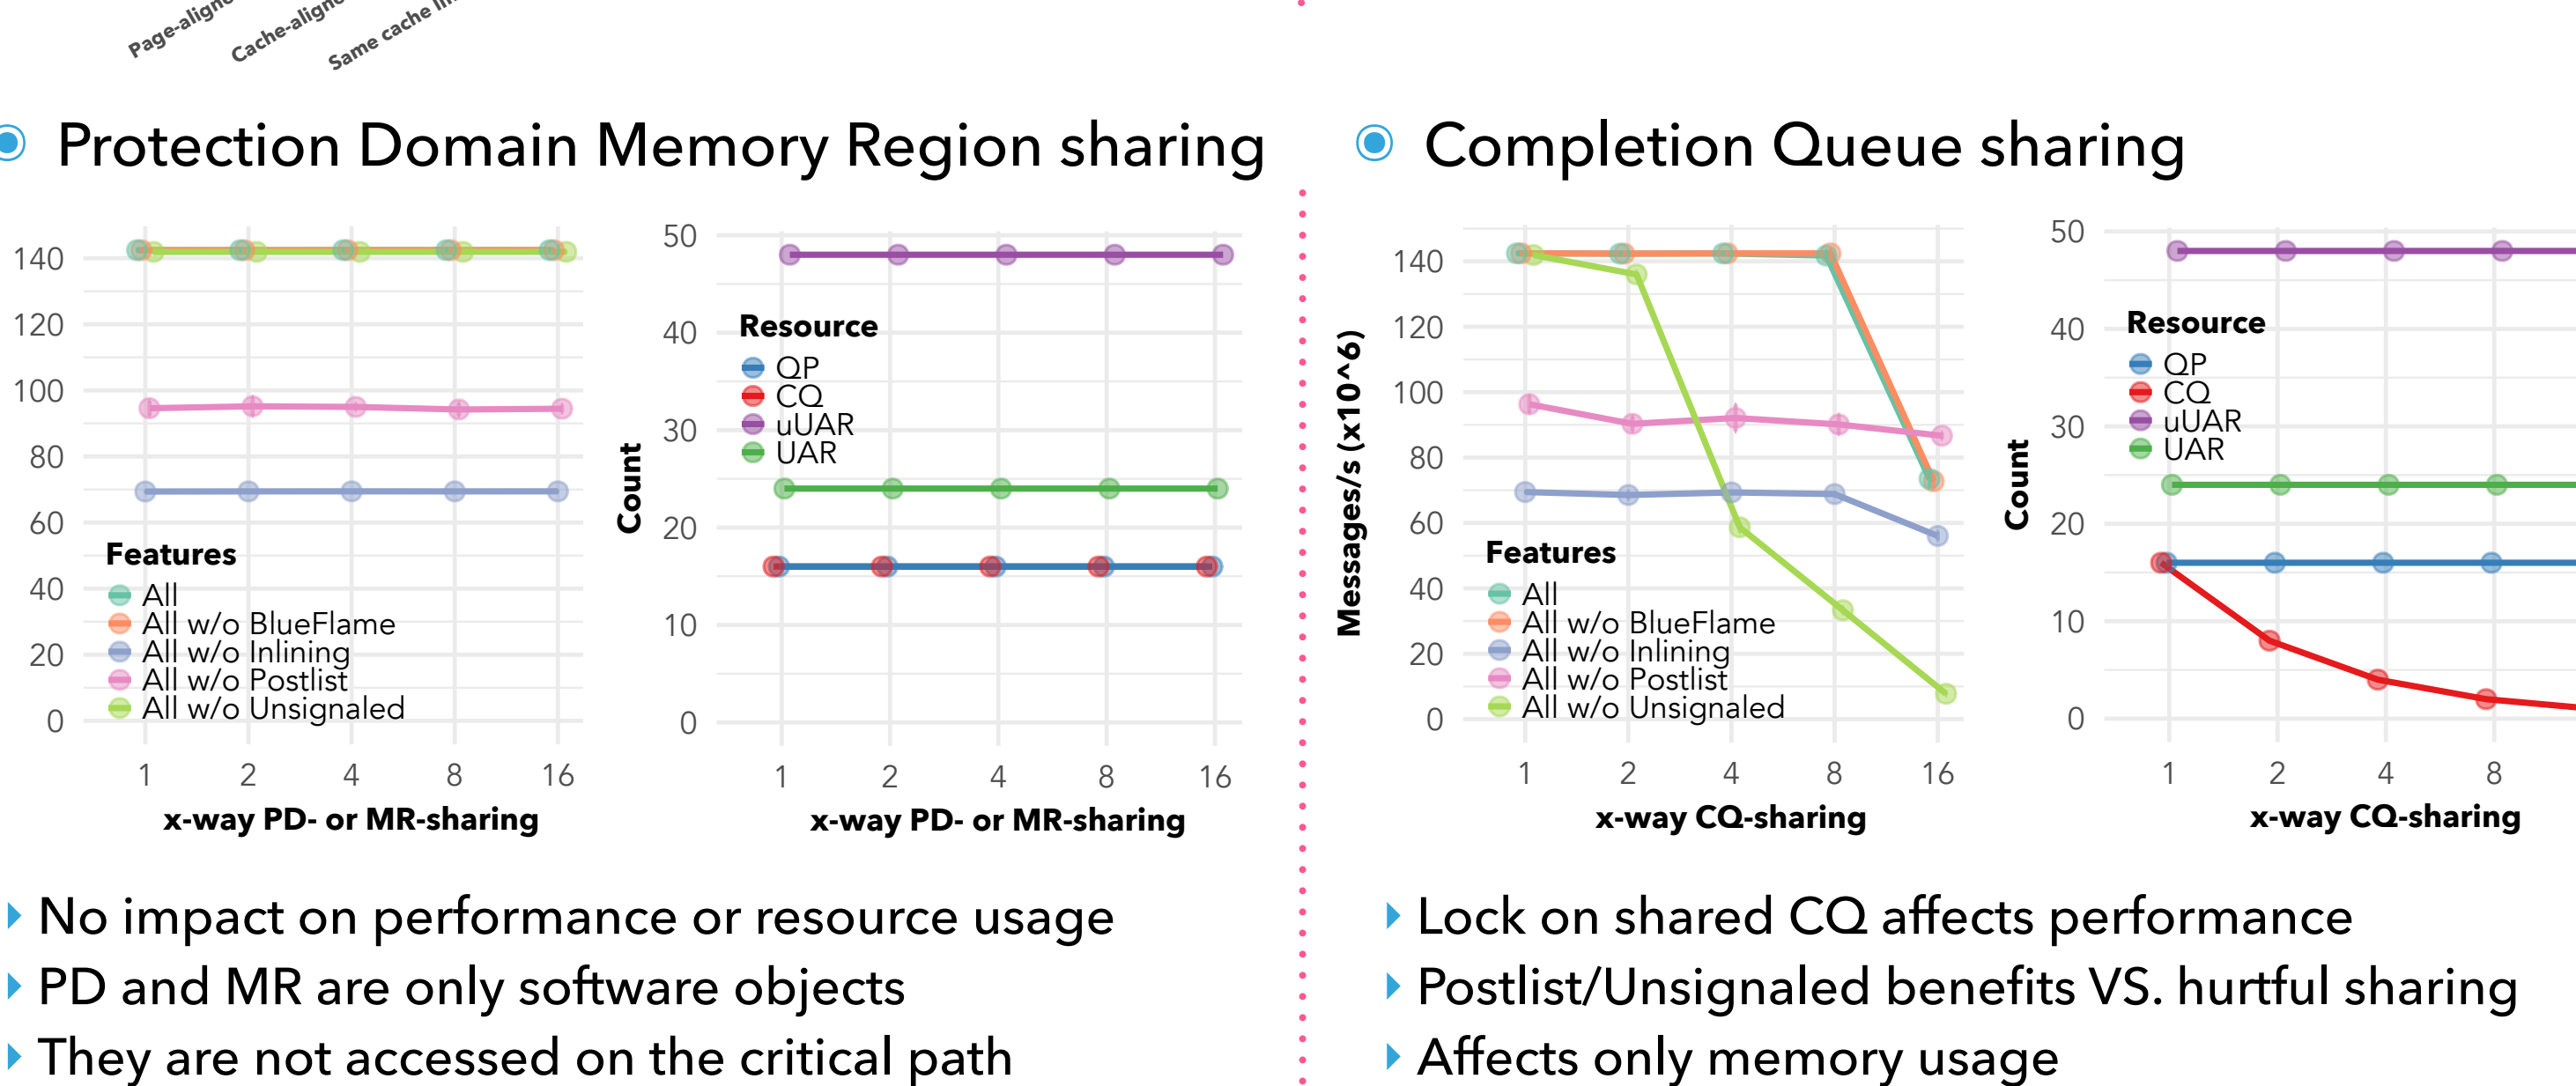 Page-aligne
Cache-aligne
Same cache lin
Protection Domain Memory Region sharing
140
120
100
80
60
40
20
0
Features
All
All w/o BlueFlame
All w/o Inlining
All w/o Postlist
All w/o Unsignaled
1 2 4 8 16
x-way PD- or MR-sharing
Count
50
40
30
20
10
0
Resource
QP
CQ
uUAR
UAR
1 2 4 8 16
x-way PD- or MR-sharing
No impact on performance or resource usage
PD and MR are only software objects
They are not accessed on the critical path
Completion Queue sharing
Messages/s (x10^6)
140
120
100
80
60
40
20
0
Features
All
All w/o BlueFlame
All w/o Inlining
All w/o Postlist
All w/o Unsignaled
1 2 4 8 16
x-way CQ-sharing
Count
50
40
30
20
10
0
Resource
QP
CQ
uUAR
UAR
1 2 4 8
x-way CQ-sharing
Lock on shared CQ affects performance
Postlist/Unsignaled benefits VS. hurtful sharing
Affects only memory usage